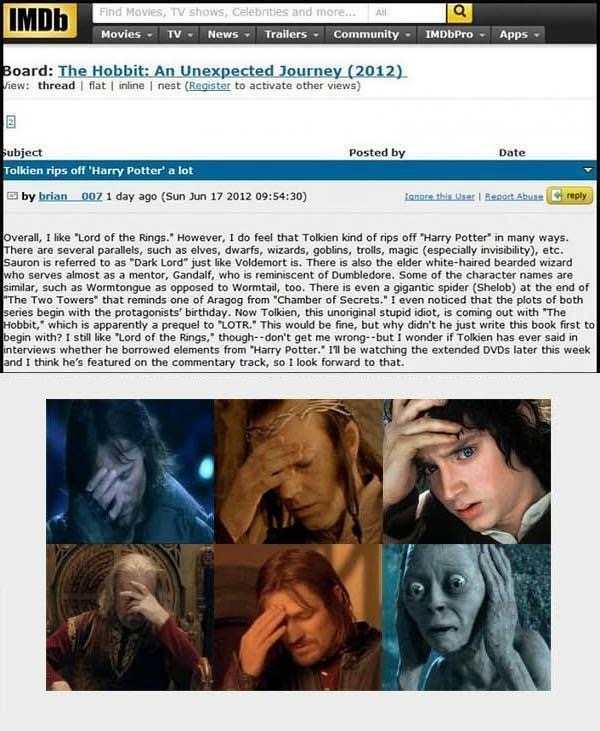 IMDb
Find Movies, TV shows, Celebrities and more...
All
Movies TV News Trailers Community IMDbPro Apps
Board: The Hobbit: An Unexpected Journey (2012)
View: thread | flat | inline | nest (Register to activate other views)
2
Subject Posted by Date
Tolkien rips off 'Harry Potter' a lot
by brian__007 1 day ago (Sun Jun 17 2012 09:54:30) Ignore this User | Report Abuse reply
Overall, I like "Lord of the Rings." However, I do feel that Tolkien kind of rips off "Harry Potter" in many ways.
There are several parallels, such as elves, dwarfs, wizards, goblins, trolls, magic (especially invisibility), etc.
Sauron is referred to as "Dark Lord" just like Voldemort is. There is also the elder white-haired bearded wizard
who serves almost as a mentor, Gandalf, who is reminiscent of Dumbledore. Some of the character names are
similar, such as Wormtongue as opposed to Wormtail, too. There is even a gigantic spider (Shelob) at the end of
"The Two Towers" that reminds one of Aragog from "Chamber of Secrets." I even noticed that the plots of both
series begin with the protagonists' birthday. Now Tolkien, this unoriginal stupid idiot, is coming out with "The
Hobbit," which is apparently a prequel to "LOTR." This would be fine, but why didn't he just write this book first to
begin with? I still like "Lord of the Rings," though--don't get me wrong--but I wonder if Tolkien has ever said in
interviews whether he borrowed elements from "Harry Potter." I'll be watching the extended DVDs later this week
and I think he's featured on the commentary track, so I look forward to that.